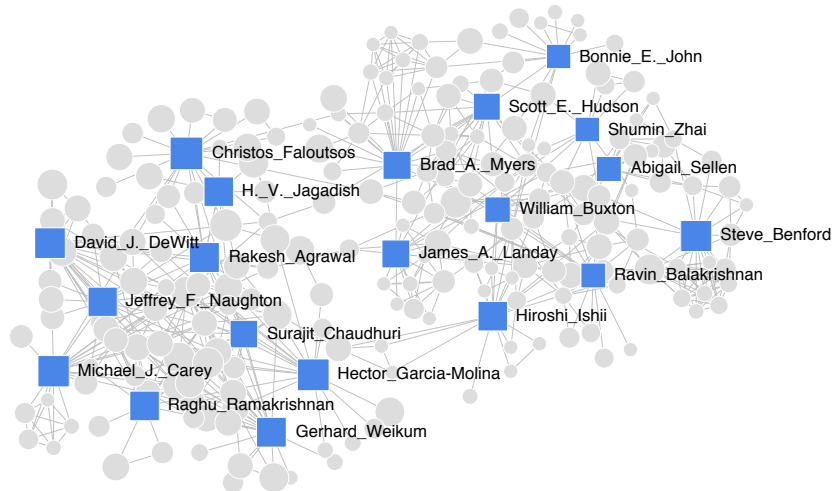 Bonnie_E._John
Scott_E._Hudson
Shumin_Zhai
Christos_Faloutsos
Brad_A._Myers
Abigail_Sellen
H._V._Jagadish
William_Buxton
Steve_Benford
David_J._DeWitt
Rakesh_Agrawal
James_A._Landay
Ravin_Balakrishnan
Jeffrey_F._Naughton
Hiroshi_Ishii
Surajit_Chaudhuri
Michael_J._Carey
Hector_Garcia-Molina
Raghu_Ramakrishnan
Gerhard_Weikum